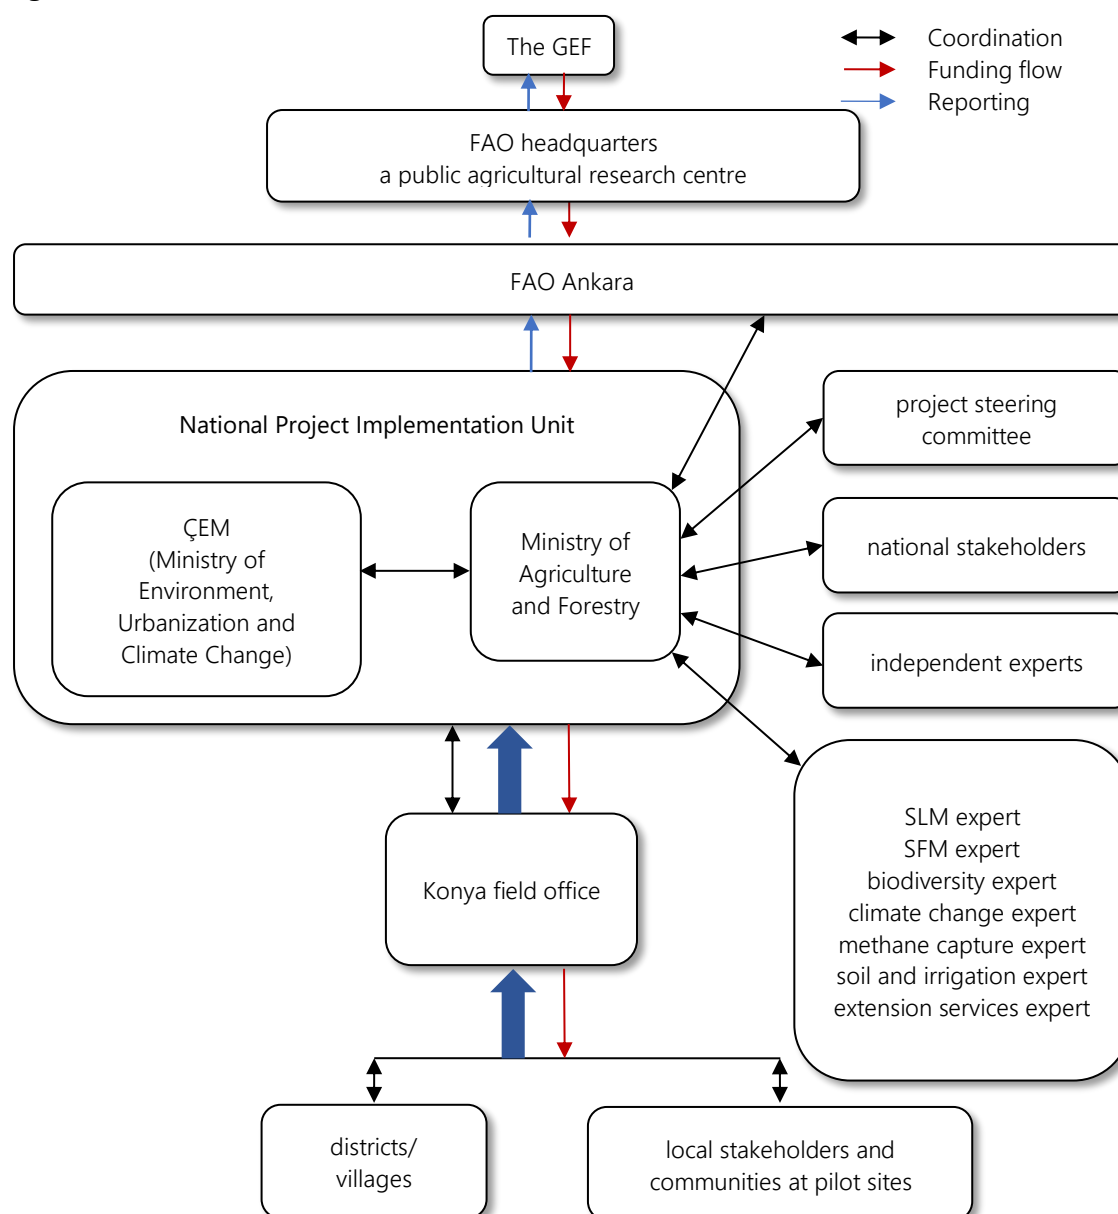 The GEF
Coordination
Funding flow
Reporting
FAO headquarters
a public agricultural research centre
FAO Ankara
National Project Implementation Unit
ÇEM
(Ministry of
Environment,
Urbanization and
Climate Change)
Ministry of
Agriculture
and Forestry
project steering
committee
national stakeholders
independent experts
SLM expert
SFM expert
biodiversity expert
climate change expert
methane capture expert
soil and irrigation expert
extension services expert
Konya field office
districts/
villages
local stakeholders and
communities at pilot sites